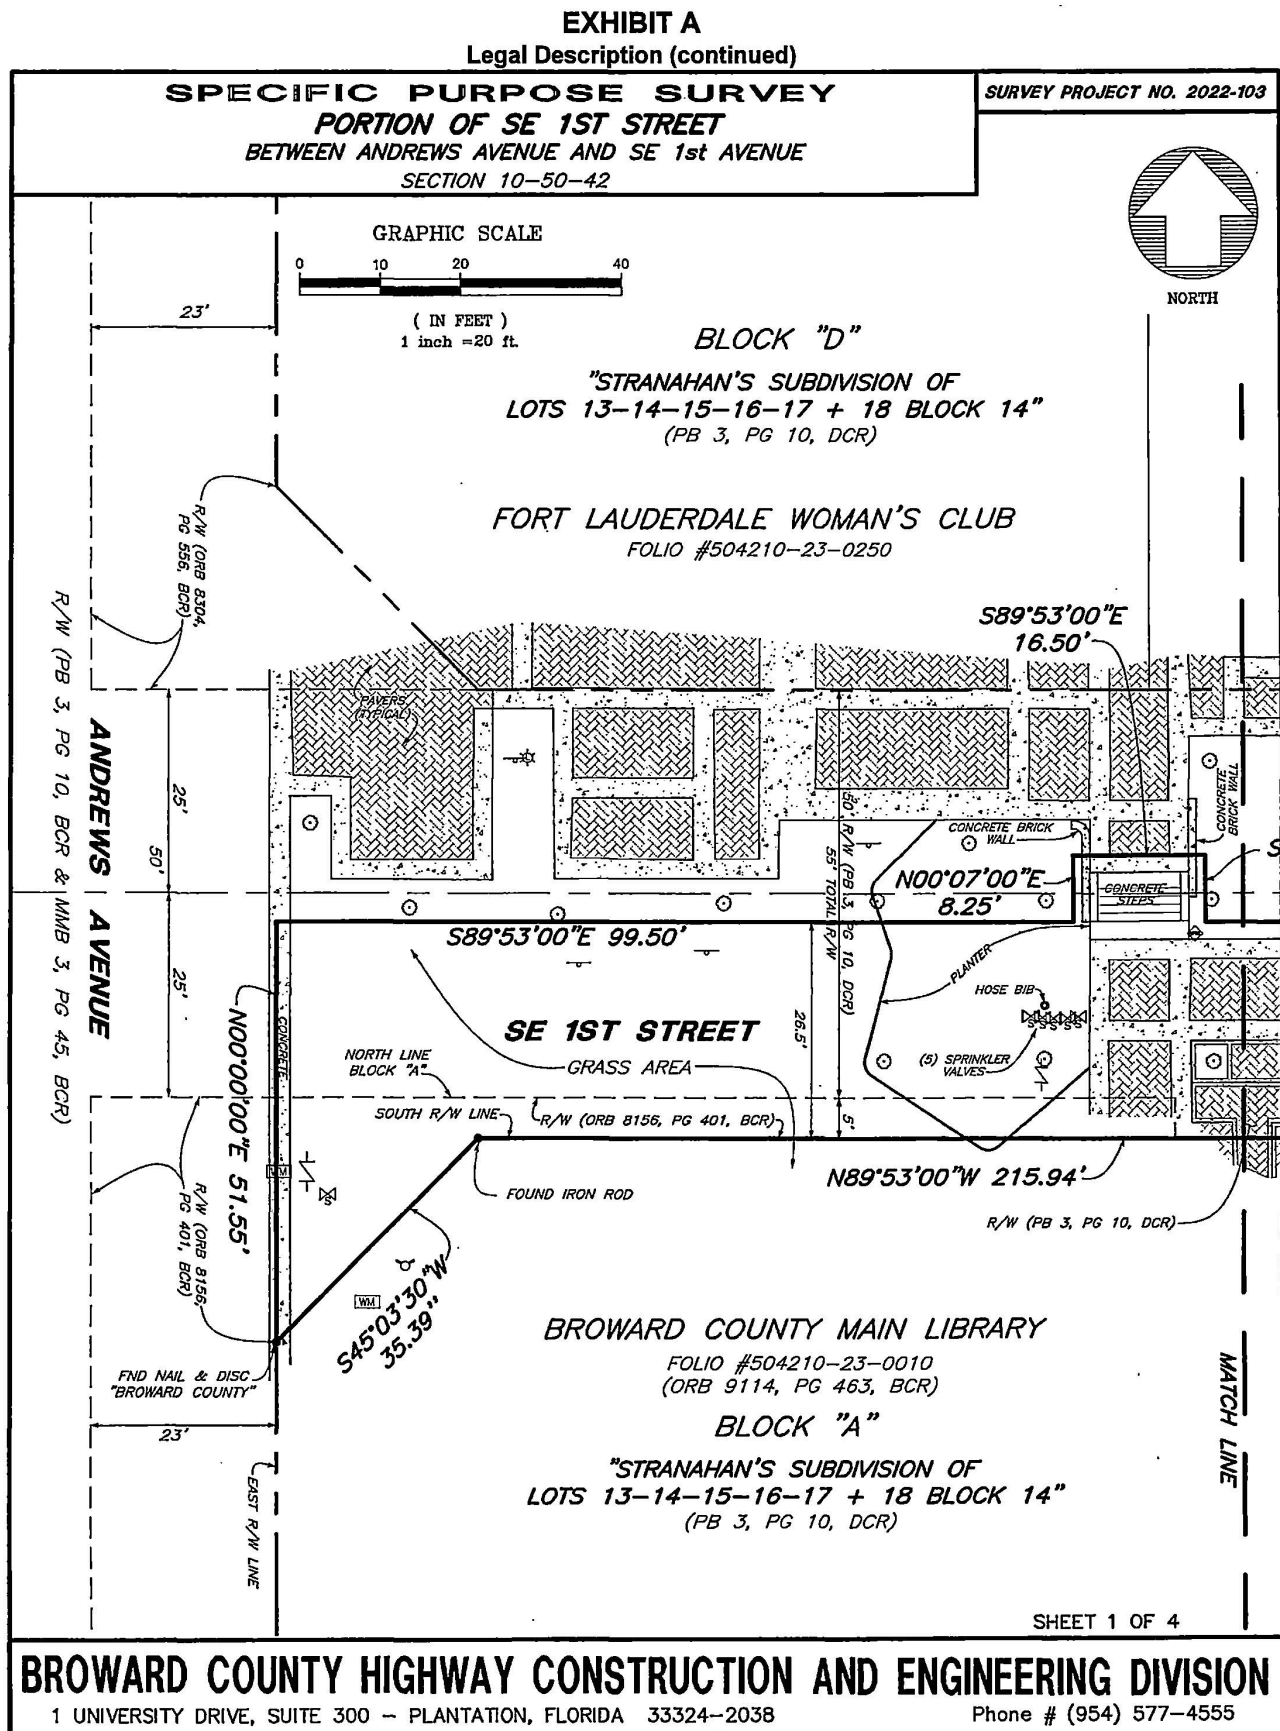 EXHIBIT A
Legal Description (continued)
SPECIFIC PURPOSE SURVEY
PORTION OF SE 1ST STREET
BETWEEN ANDREWS AVENUE AND SE 1st AVENUE
SECTION 10-50-42
SURVEY PROJECT NO. 2022-103
NORTH
GRAPHIC SCALE
0 10 20 40
( IN FEET )
1 inch =20 ft.
23'
BLOCK "D"
"STRANAHAN'S SUBDIVISION OF
LOTS 13-14-15-16-17 + 18 BLOCK 14"
(PB 3, PG 10, DCR)
FORT LAUDERDALE WOMAN'S CLUB
FOLIO #504210-23-0250
R/W (ORB 8304,
PG 556, BCR)
R/W (PB 3, PG 10, BCR & MMB 3, PG 45, BCR)
ANDREWS AVENUE
25'
50'
25'
S89°53'00"E
16.50'
PAVERS
(TYPICAL)
50' R/W (PB 3, PG 10, DCR)
55' TOTAL R/W
CONCRETE BRICK
WALL
CONCRETE
BRICK WALL
S
N00°07'00"E
8.25'
CONCRETE
STEPS
S89°53'00"E 99.50'
PLANTER
HOSE BIB
26.5'
(5) SPRINKLER
VALVES
SE 1ST STREET
GRASS AREA
N00°00'00"E 51.55'
CONCRETE
NORTH LINE
BLOCK "A"
SOUTH R/W LINE
R/W (ORB 8156, PG 401, BCR)
5'
N89°53'00"W 215.94'
R/W (PB 3, PG 10, DCR)
FOUND IRON ROD
WM
R/W (ORB 8156,
PG 401, BCR)
WM
S45°03'30"W
35.39"
FND NAIL & DISC
"BROWARD COUNTY"
23'
EAST R/W LINE
BROWARD COUNTY MAIN LIBRARY
FOLIO #504210-23-0010
(ORB 9114, PG 463, BCR)
BLOCK "A"
"STRANAHAN'S SUBDIVISION OF
LOTS 13-14-15-16-17 + 18 BLOCK 14"
(PB 3, PG 10, DCR)
MATCH LINE
SHEET 1 OF 4
BROWARD COUNTY HIGHWAY CONSTRUCTION AND ENGINEERING DIVISION
1 UNIVERSITY DRIVE, SUITE 300 - PLANTATION, FLORIDA 33324-2038
Phone # (954) 577-4555